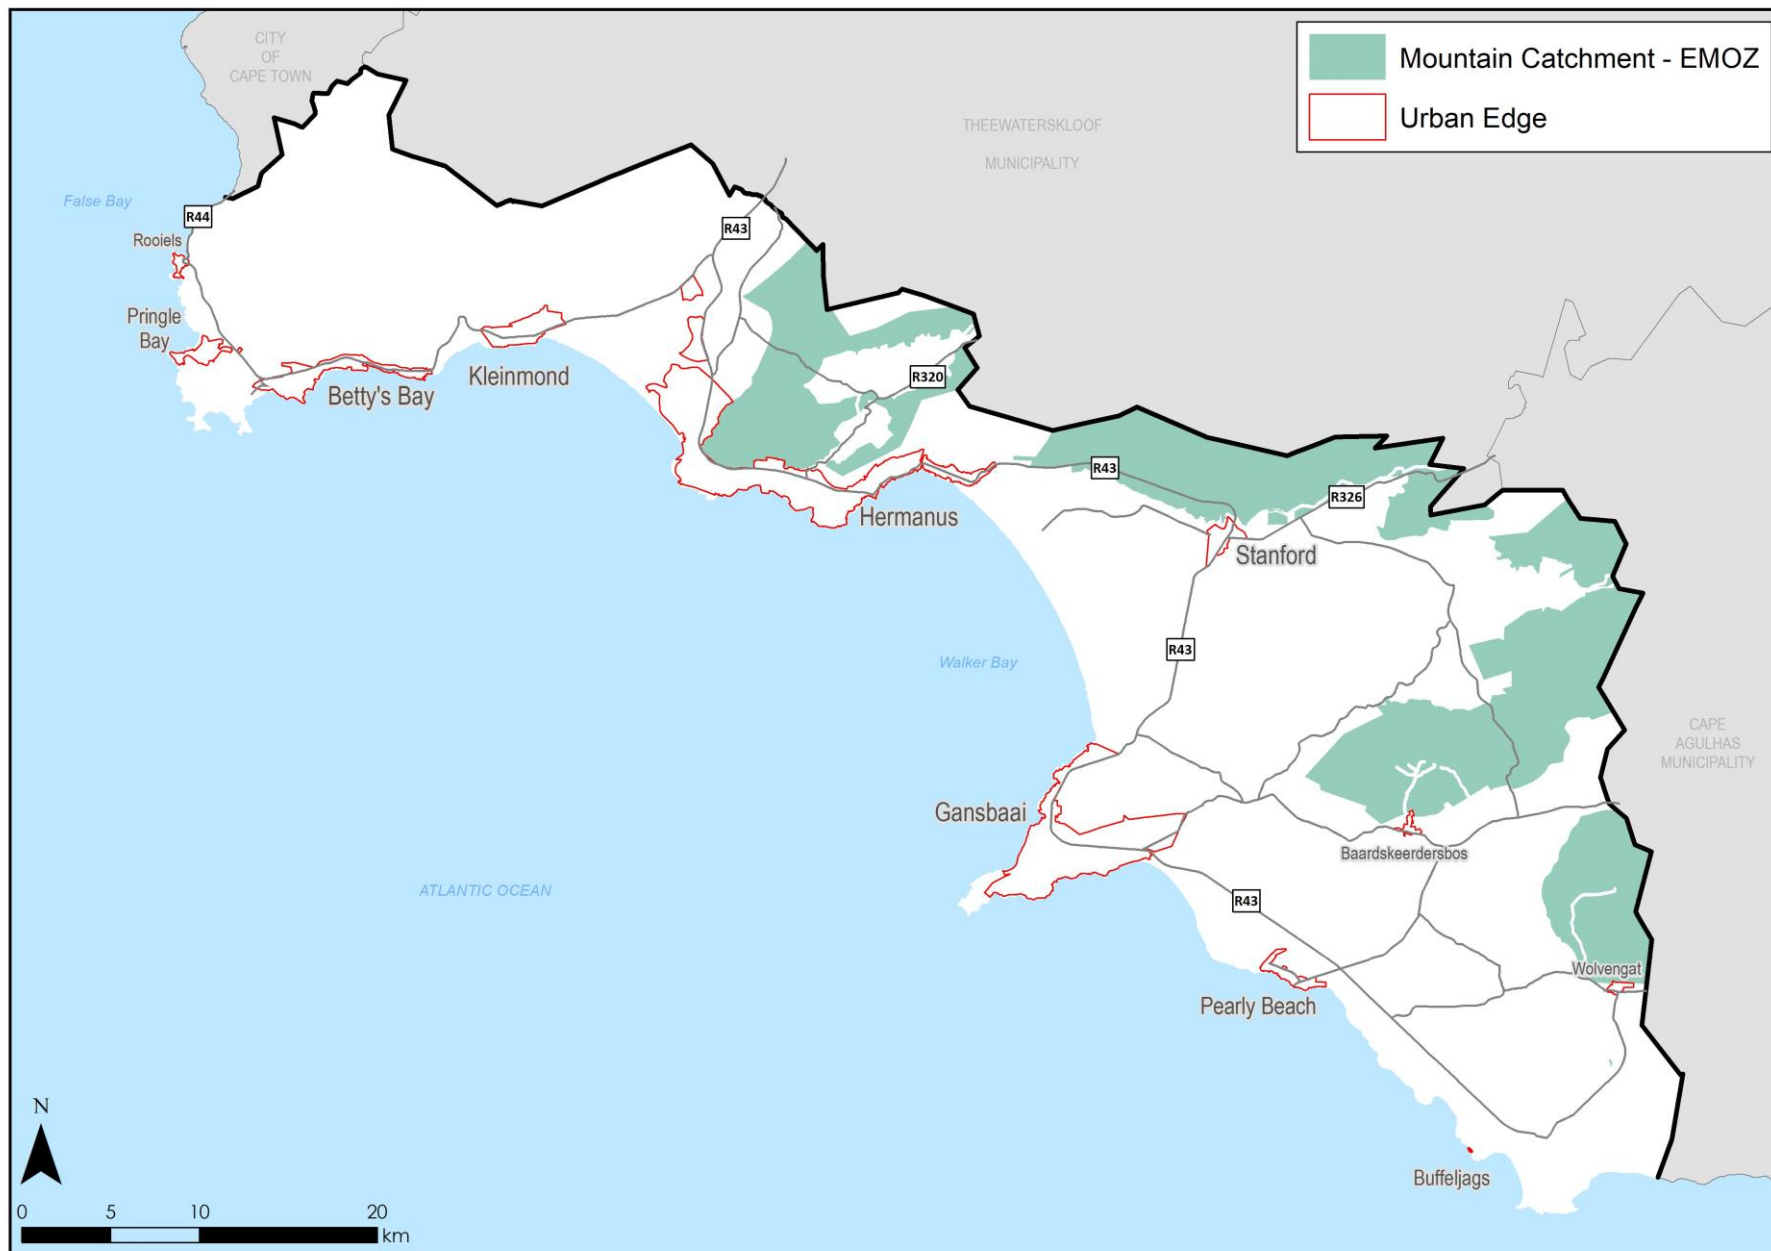 CITY
OF
CAPE TOWN
Mountain Catchment - EMOZ
Urban Edge
THEEWATERSKLOOF
MUNICIPALITY
False Bay
R44
R43
Rooiels
Pringle
Bay
R320
Kleinmond
Betty's Bay
R43
R326
Hermanus
Stanford
R43
Walker Bay
CAPE
AGULHAS
MUNICIPALITY
Gansbaai
Baardskeerdersbos
ATLANTIC OCEAN
R43
Wolvengat
Pearly Beach
N
Buffeljags
0 5 10 20
km